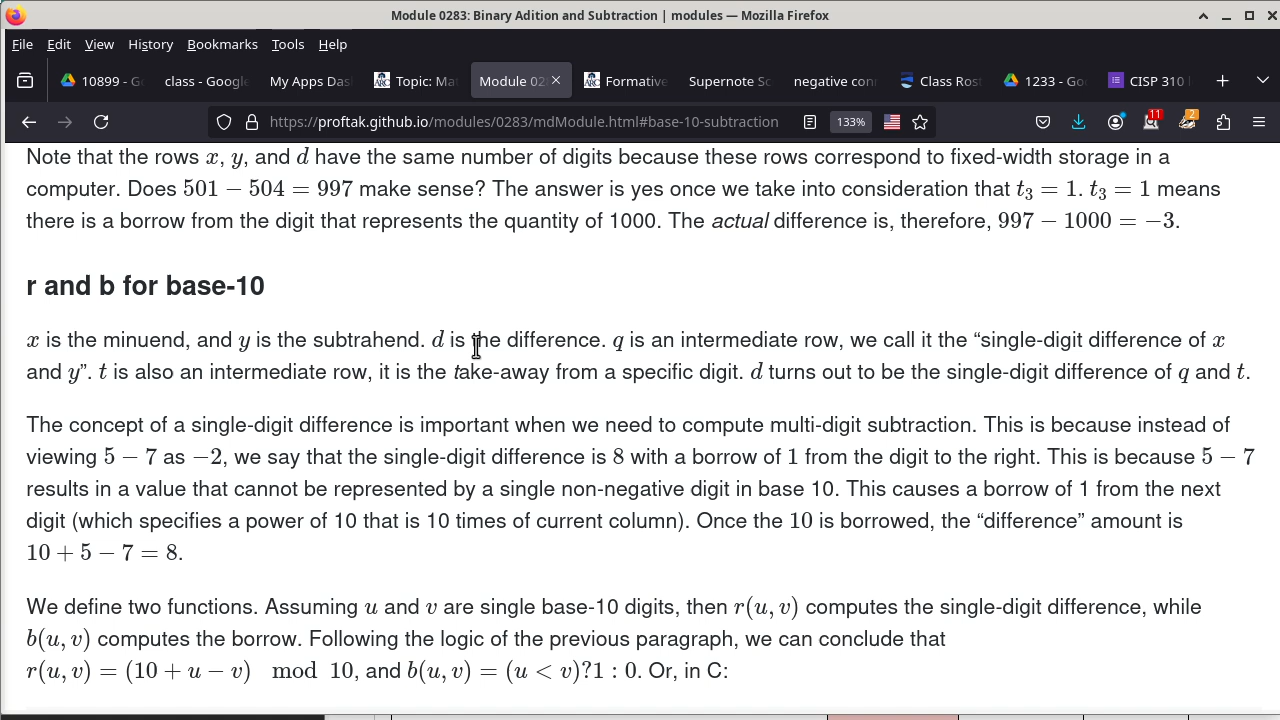 Module 0283: Binary Adition and Subtraction | modules — Mozilla Firefox
File Edit View History Bookmarks Tools Help
10899 - G class - Google My Apps Das Topic: Ma Module 02 Formative Supernote Sc negative con Class Ros 1233 - Goo CISP 310
https://proftak.github.io/modules/0283/mdModule.html#base-10-subtraction 133% 11 2
Note that the rows x, y, and d have the same number of digits because these rows correspond to fixed-width storage in a
computer. Does 501 − 504 = 997 make sense? The answer is yes once we take into consideration that t₃ = 1. t₃ = 1 means
there is a borrow from the digit that represents the quantity of 1000. The actual difference is, therefore, 997 − 1000 = −3.
r and b for base-10
x is the minuend, and y is the subtrahend. d is the difference. q is an intermediate row, we call it the “single-digit difference of x
and y”. t is also an intermediate row, it is the take-away from a specific digit. d turns out to be the single-digit difference of q and t.
The concept of a single-digit difference is important when we need to compute multi-digit subtraction. This is because instead of
viewing 5 − 7 as −2, we say that the single-digit difference is 8 with a borrow of 1 from the digit to the right. This is because 5 − 7
results in a value that cannot be represented by a single non-negative digit in base 10. This causes a borrow of 1 from the next
digit (which specifies a power of 10 that is 10 times of current column). Once the 10 is borrowed, the “difference” amount is
10 + 5 − 7 = 8.
We define two functions. Assuming u and v are single base-10 digits, then r(u, v) computes the single-digit difference, while
b(u, v) computes the borrow. Following the logic of the previous paragraph, we can conclude that
r(u, v) = (10 + u − v) mod 10, and b(u, v) = (u < v)?1 : 0. Or, in C: